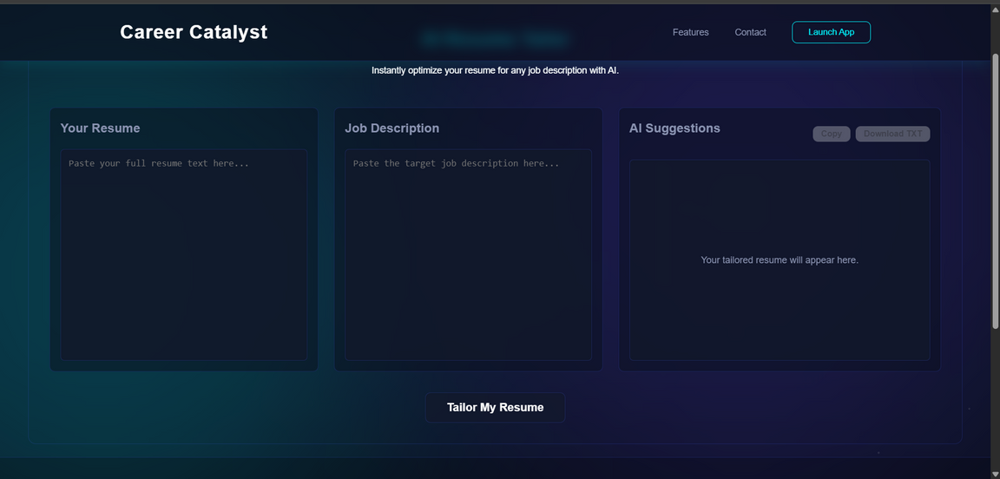 Career Catalyst
Features
Contact
Launch App
Instantly optimize your resume for any job description with AI.
Your Resume
Paste your full resume text here...
Job Description
Paste the target job description here...
AI Suggestions
Copy
Download TXT
Your tailored resume will appear here.
Tailor My Resume